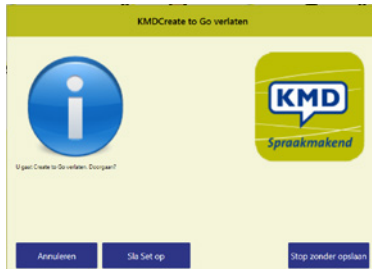 KMDCreate to Go verlaten
KMD
Spraakmakend
U gaat Create to Go verlaten. Doorgaan?
Annuleren
Sla Set op
Stop zonder opslaan